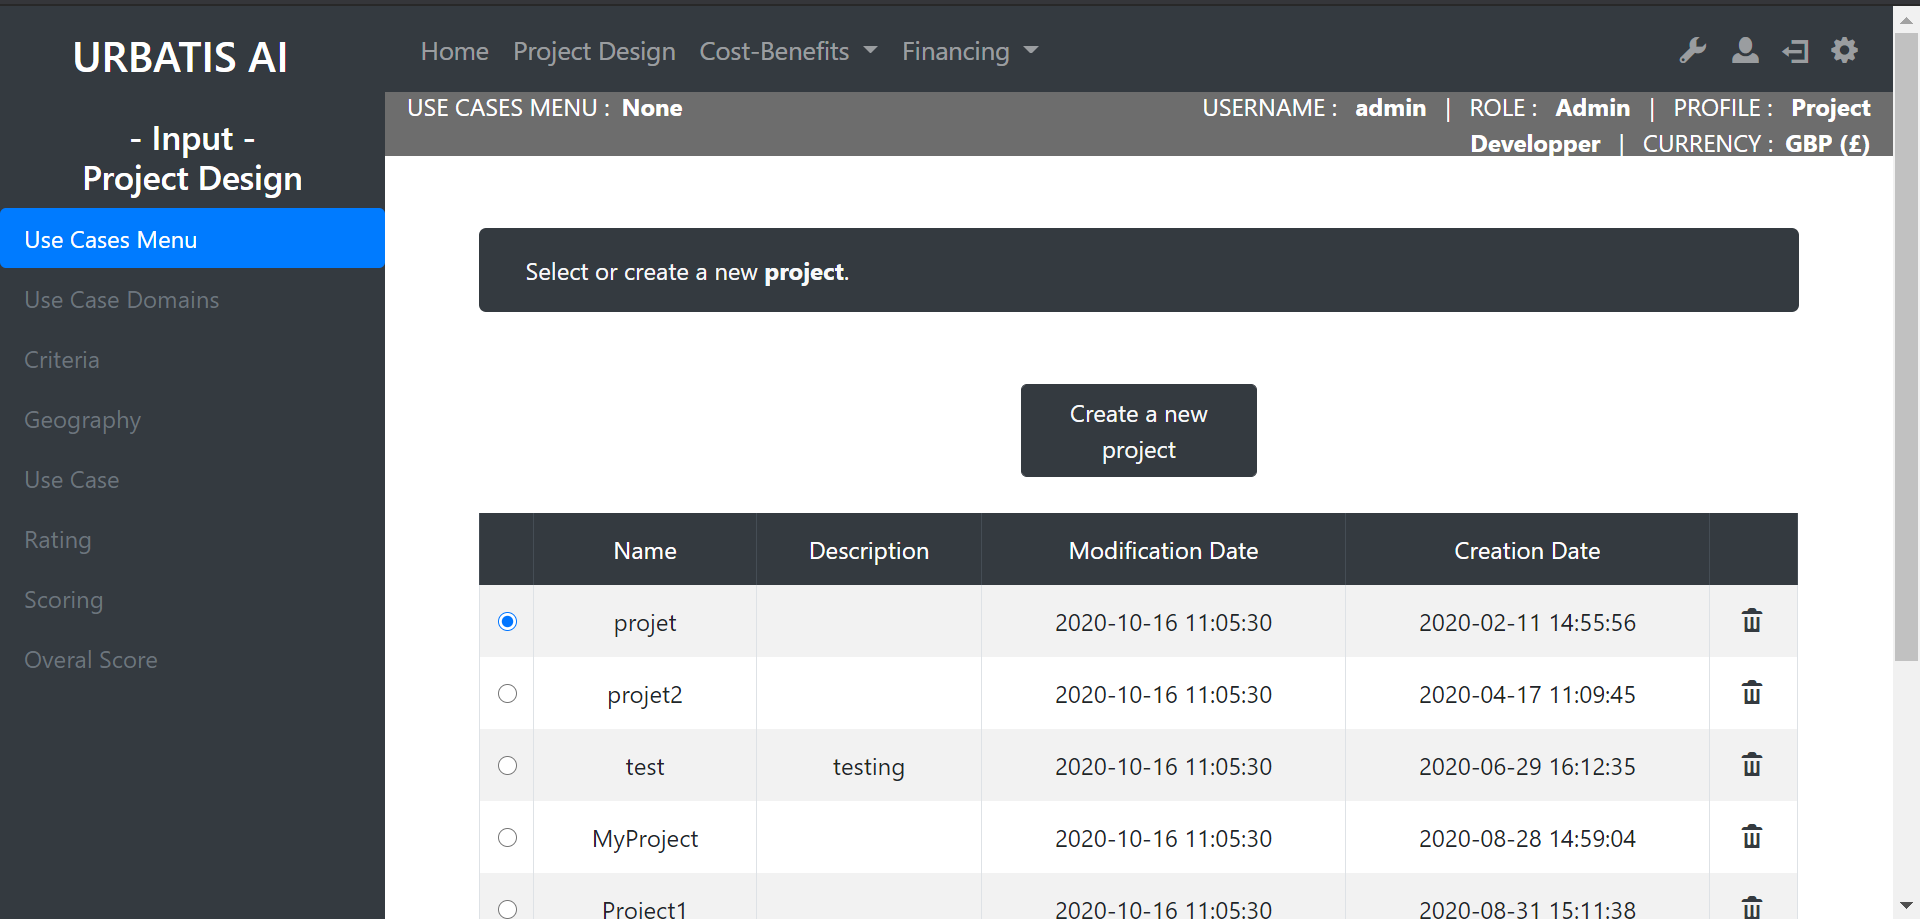 URBATIS AI
Home Project Design Cost-Benefits Financing
USE CASES MENU : None
USERNAME : admin | ROLE : Admin | PROFILE : Project
Developper | CURRENCY : GBP (£)
- Input -
Project Design
Use Cases Menu
Use Case Domains
Criteria
Geography
Use Case
Rating
Scoring
Overal Score
Select or create a new project.
Create a new
project
Name Description Modification Date Creation Date
projet 2020-10-16 11:05:30 2020-02-11 14:55:56
projet2 2020-10-16 11:05:30 2020-04-17 11:09:45
test testing 2020-10-16 11:05:30 2020-06-29 16:12:35
MyProject 2020-10-16 11:05:30 2020-08-28 14:59:04
Project1 2020-10-16 11:05:30 2020-08-31 15:11:38